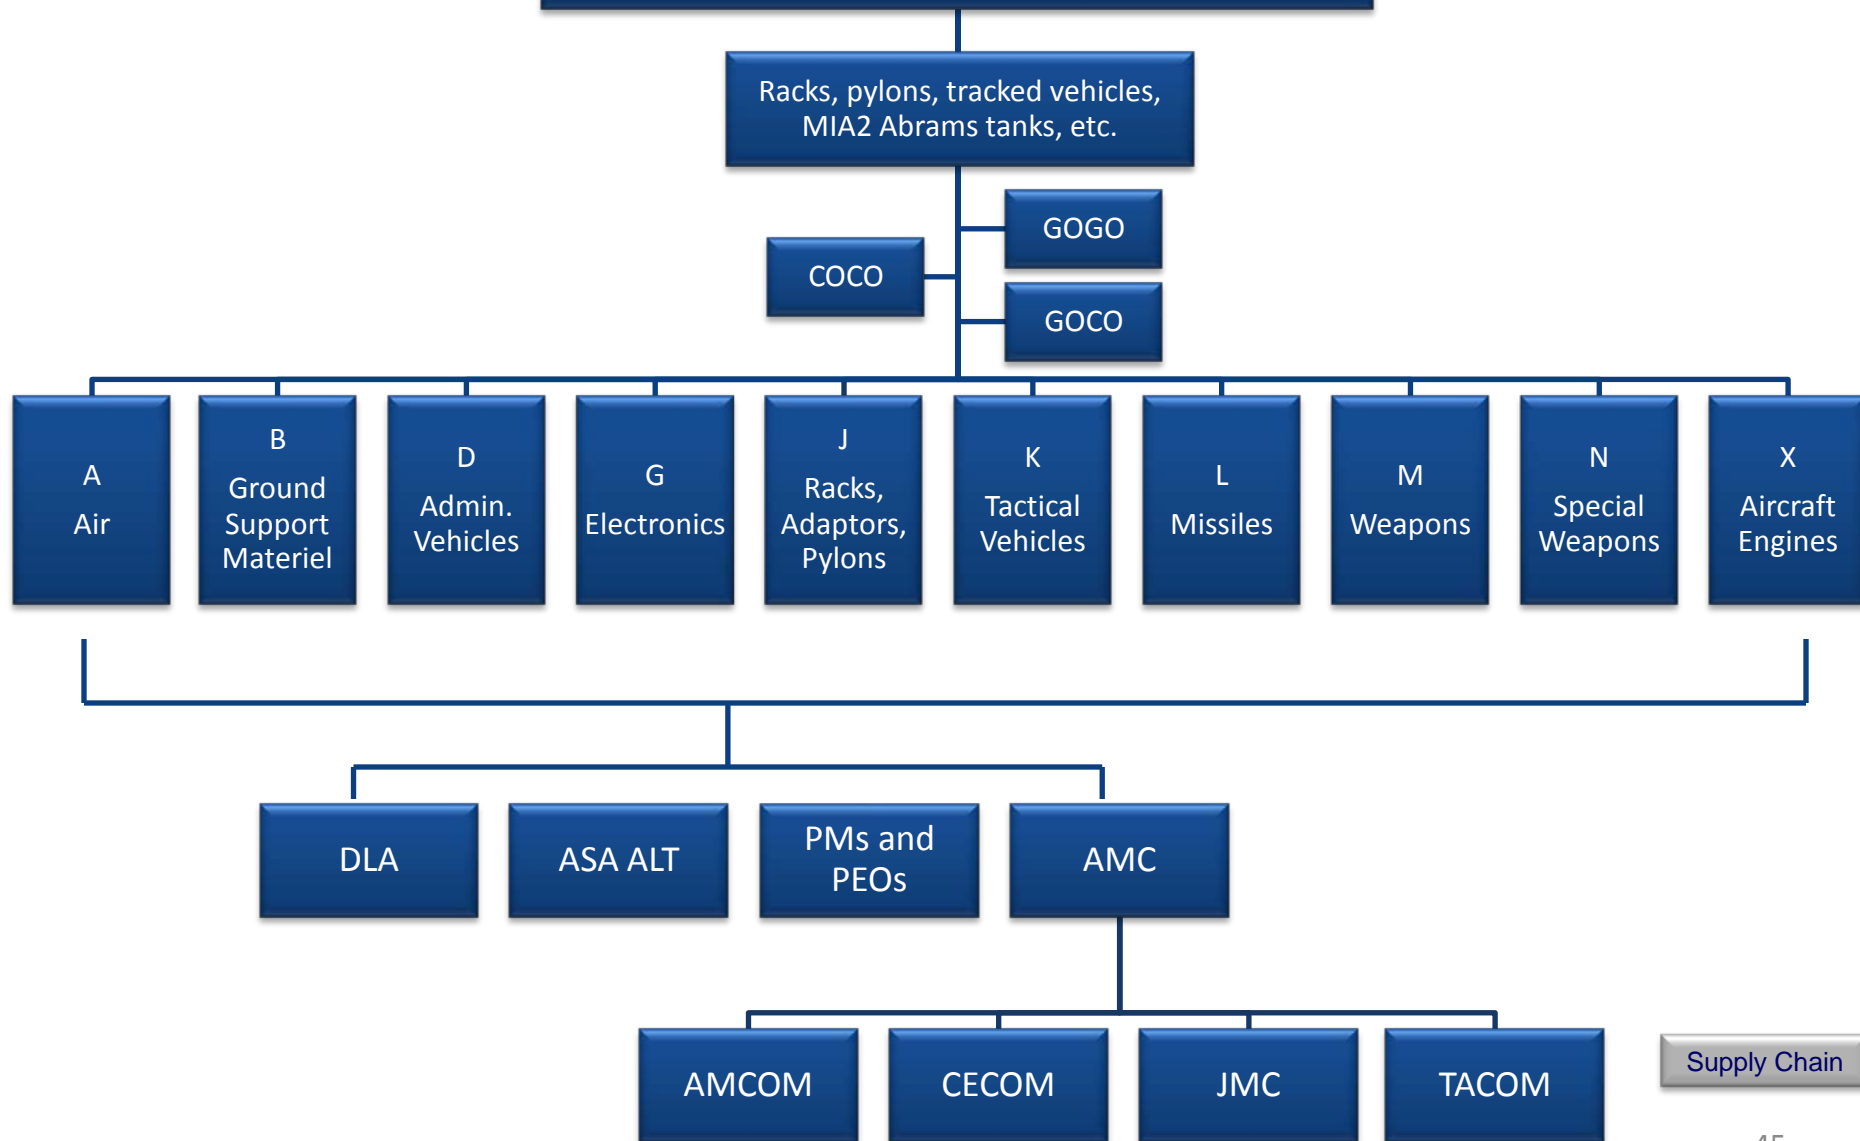 Racks, pylons, tracked vehicles,
MIA2 Abrams tanks, etc.
GOGO
COCO
GOCO
A
Air
B
Ground
Support
Materiel
D
Admin.
Vehicles
G
Electronics
J
Racks,
Adaptors,
Pylons
K
Tactical
Vehicles
L
Missiles
M
Weapons
N
Special
Weapons
X
Aircraft
Engines
DLA
ASA ALT
PMs and
PEOs
AMC
AMCOM
CECOM
JMC
TACOM
Supply Chain